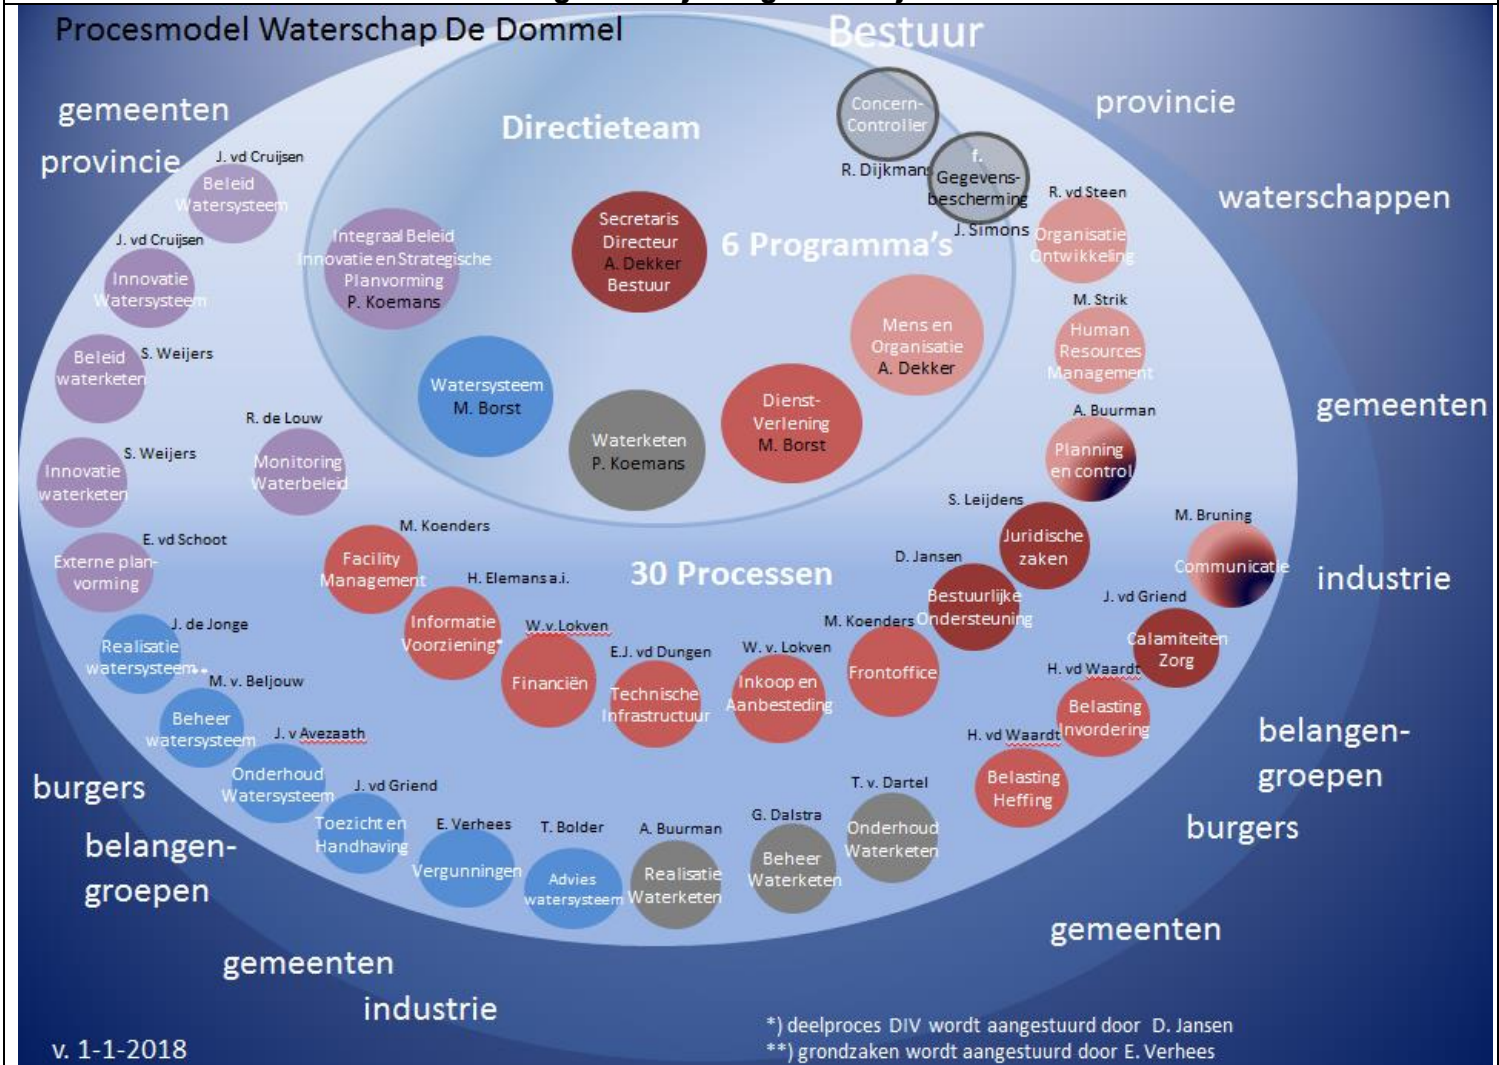 Procesmodel Waterschap De Dommel
Bestuur
gemeenten
provincie
Directieteam
Concern-
Controller
R. Dijkmans
f.
Gegevens-
bescherming
J. Simons
provincie
waterschappen
gemeenten
industrie
belangen-
groepen
burgers
gemeenten
J. vd Cruijsen
Beleid
Watersysteem
J. vd Cruijsen
Innovatie
Watersysteem
S. Weijers
Beleid
waterketen
S. Weijers
Innovatie
waterketen
R. de Louw
Monitoring
Waterbeleid
E. vd Schoot
Externe plan-
vorming
Integraal Beleid
Innovatie en Strategische
Planvorming
P. Koemans
Secretaris
Directeur
A. Dekker
Bestuur
6 Programma's
Mens en
Organisatie
A. Dekker
Watersysteem
M. Borst
Waterketen
P. Koemans
Dienst-
Verlening
M. Borst
R. vd Steen
Organisatie
Ontwikkeling
M. Strik
Human
Resources
Management
A. Buurman
Planning
en control
S. Leijdens
Juridische
zaken
M. Bruning
Communicatie
D. Jansen
Bestuurlijke
Ondersteuning
J. vd Griend
Calamiteiten
Zorg
30 Processen
M. Koenders
Facility
Management
H. Elemans a.i.
Informatie
Voorziening*
W.v.Lokven
Financiën
E.J. vd Dungen
Technische
Infrastructuur
W. v. Lokven
Inkoop en
Aanbesteding
M. Koenders
Frontoffice
H. vd Waardt
Belasting
Invordering
H. vd Waardt
Belasting
Heffing
J. de Jonge
Realisatie
watersysteem**
M. v. Beljouw
Beheer
watersysteem
J. v Avezaath
Onderhoud
Watersysteem
J. vd Griend
Toezicht en
Handhaving
E. Verhees
Vergunningen
T. Bolder
Advies
watersysteem
A. Buurman
Realisatie
Waterketen
G. Dalstra
Beheer
Waterketen
T. v. Dartel
Onderhoud
Waterketen
burgers
belangen-
groepen
gemeenten
industrie
*) deelproces DIV wordt aangestuurd door D. Jansen
**) grondzaken wordt aangestuurd door E. Verhees
v. 1-1-2018